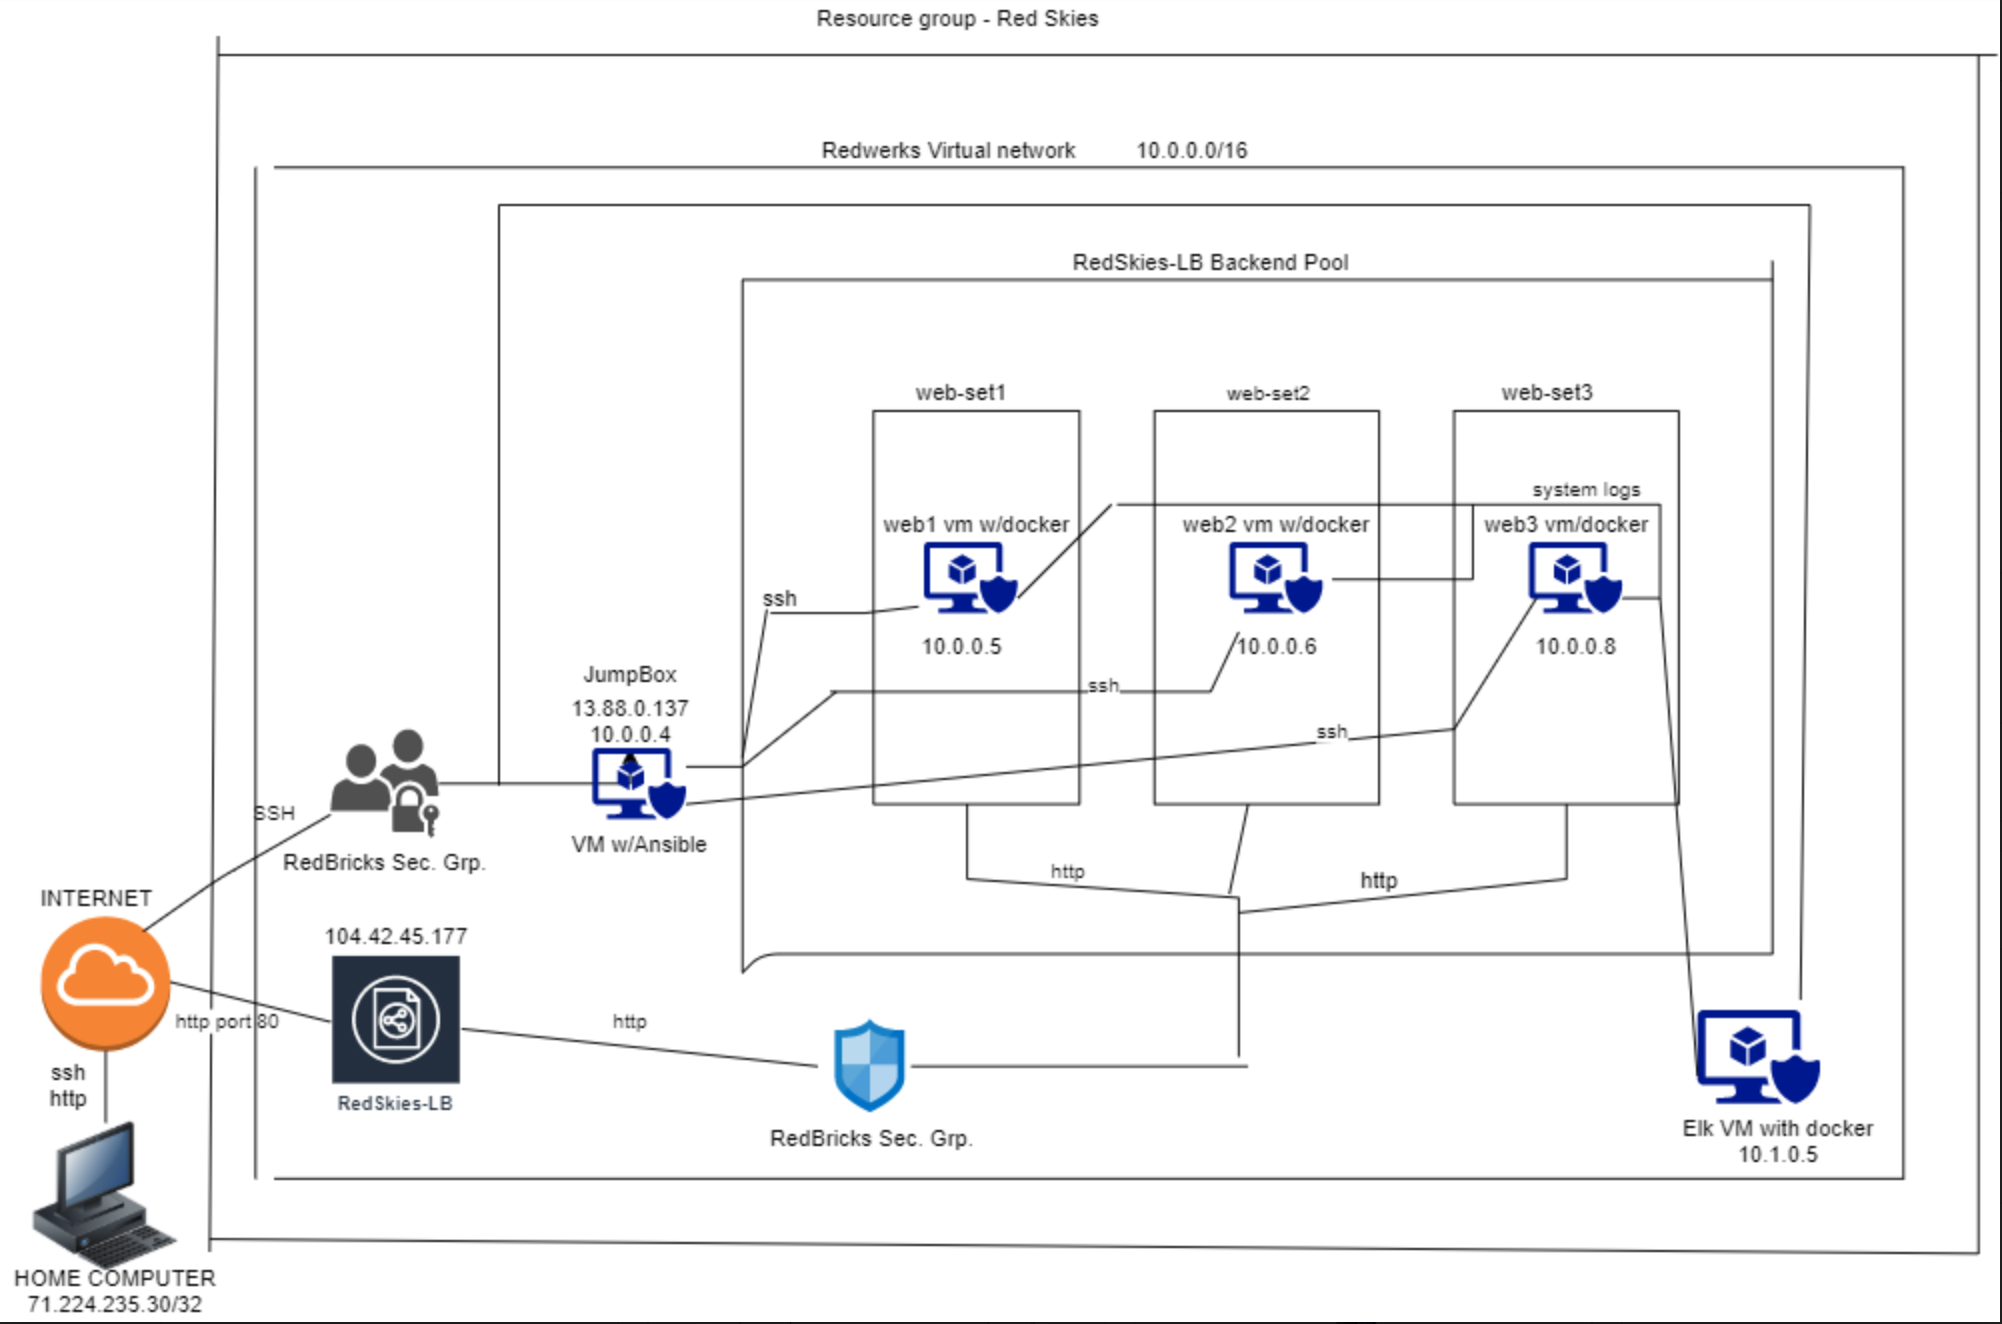 Resource group - Red Skies
Redwerks Virtual network 10.0.0.0/16
RedSkies-LB Backend Pool
web-set1
web-set2
web-set3
system logs
web1 vm w/docker
web2 vm w/docker
web3 vm/docker
ssh
10.0.0.5
10.0.0.6
10.0.0.8
JumpBox
13.88.0.137
10.0.0.4
ssh
ssh
VM w/Ansible
SSH
RedBricks Sec. Grp.
http
http
INTERNET
104.42.45.177
http port 80
http
RedSkies-LB
ssh
http
RedBricks Sec. Grp.
Elk VM with docker
10.1.0.5
HOME COMPUTER
71.224.235.30/32